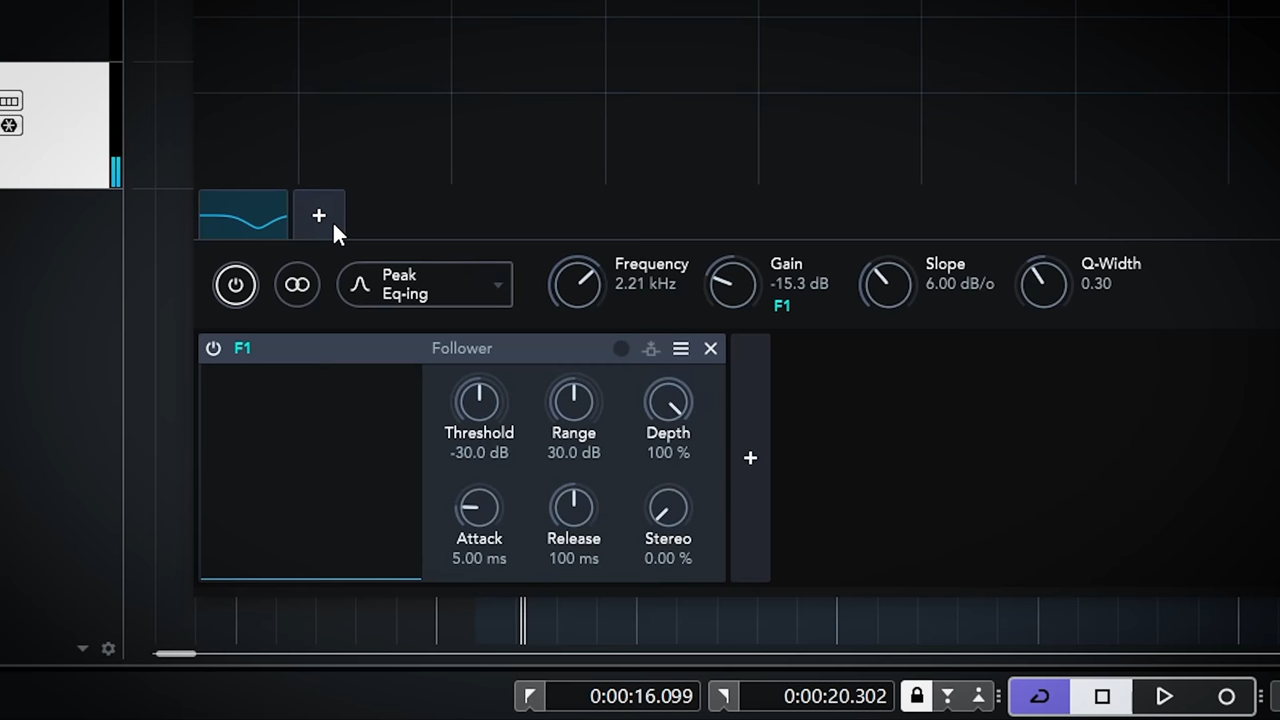 Peak
Eq-ing
Frequency
2.21 kHz
Gain
-15.3 dB
F1
Slope
6.00 dB/o
Q-Width
0.30
F1
Follower
Threshold
-30.0 dB
Range
30.0 dB
Depth
100 %
Attack
5.00 ms
Release
100 ms
Stereo
0.00 %
0:00:16.099
0:00:20.302